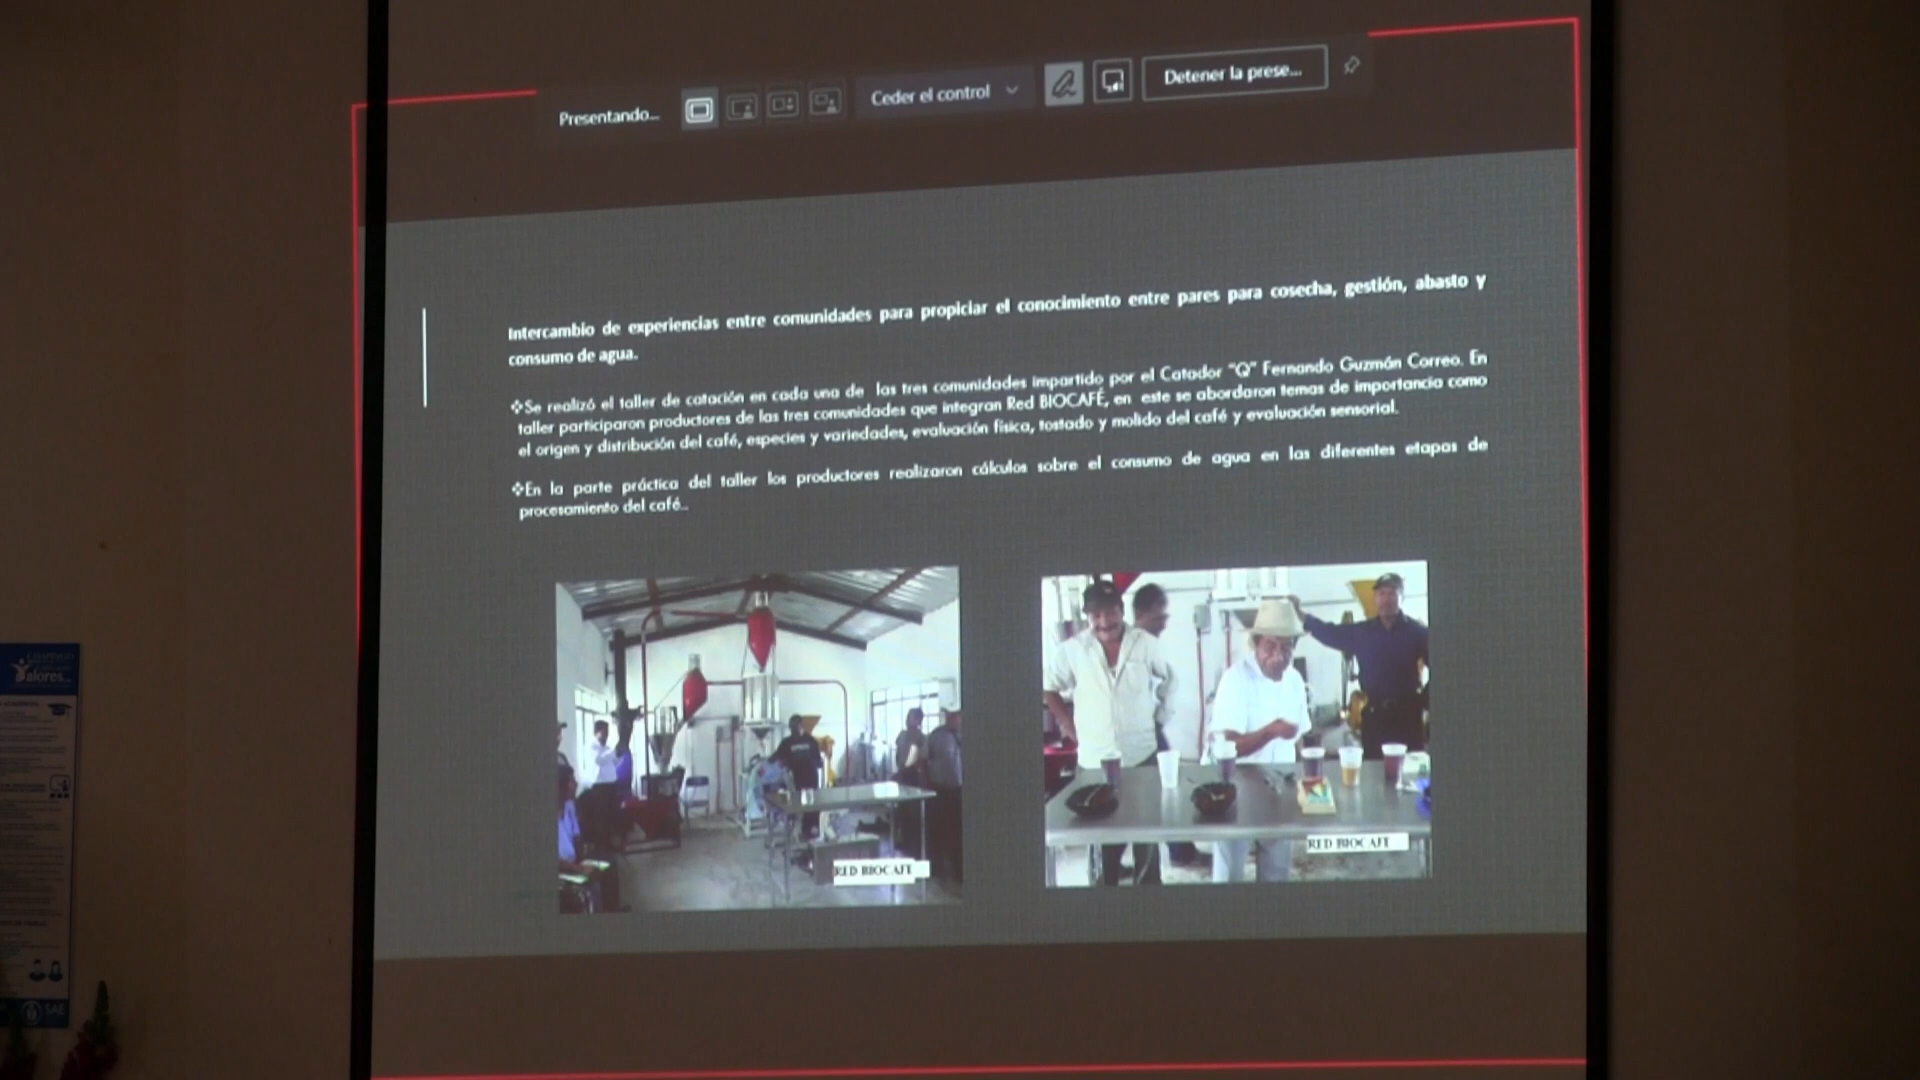 Presentando...
Ceder el control
Detener la prese...
Intercambio de experiencias entre comunidades para propiciar el conocimiento entre pares para cosecha, gestión, abasto y
consumo de agua.
❖Se realizó el taller de catación en cada una de las tres comunidades impartido por el Catador "Q" Fernando Guzmán Correo. En
taller participaron productores de las tres comunidades que integran Red BIOCAFÉ, en este se abordaron temas de importancia como
el origen y distribución del café, especies y variedades, evaluación física, tostado y molido del café y evaluación sensorial.
❖En la parte práctica del taller los productores realizaron cálculos sobre el consumo de agua en las diferentes etapas de
procesamiento del café..
RED BIOCAFE
RED BIOCAFE
alores...
SAE